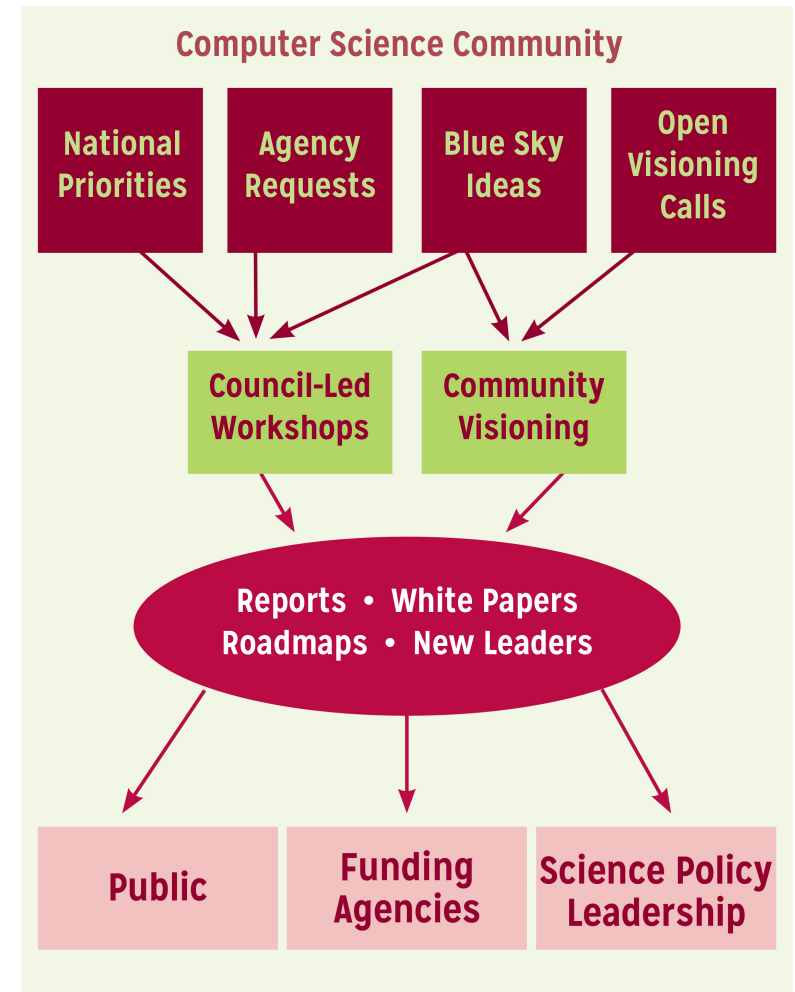 Computer Science Community
National
Priorities
Agency
Requests
Blue Sky
Ideas
Open
Visioning
Calls
Council-Led
Workshops
Community
Visioning
Reports • White Papers
Roadmaps • New Leaders
Public
Funding
Agencies
Science Policy
Leadership